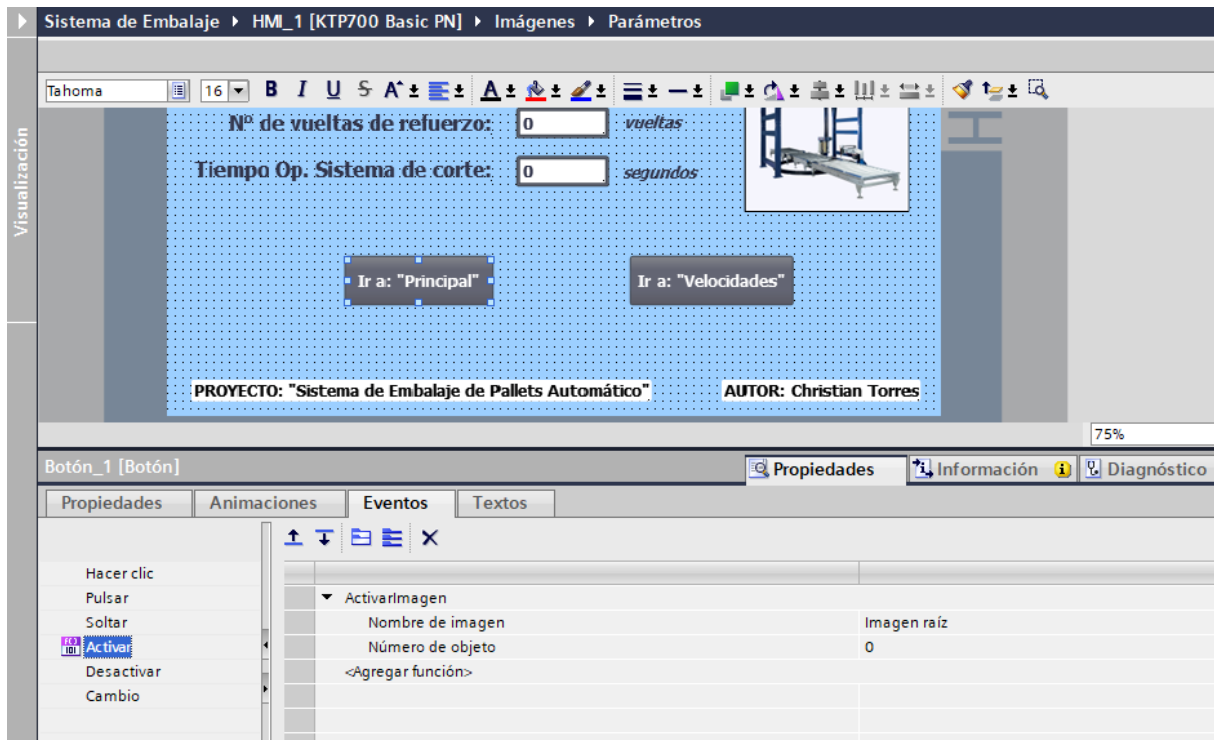 Sistema de Embalaje ▸ HMI_1 [KTP700 Basic PN] ▸ Imágenes ▸ Parámetros
Visualización
Tahoma 16 B I U S A A
Nº de vueltas de refuerzo: 0 vueltas
Tiempo Op. Sistema de corte: 0 segundos
H
Ir a: "Principal" Ir a: "Velocidades"
PROYECTO: "Sistema de Embalaje de Pallets Automático" AUTOR: Christian Torres
75%
Botón_1 [Botón] Propiedades Información Diagnóstico
Propiedades Animaciones Eventos Textos
Hacer clic
Pulsar
Soltar
Activar
Desactivar
Cambio
ActivarImagen
Nombre de imagen Imagen raíz
Número de objeto 0
<Agregar función>